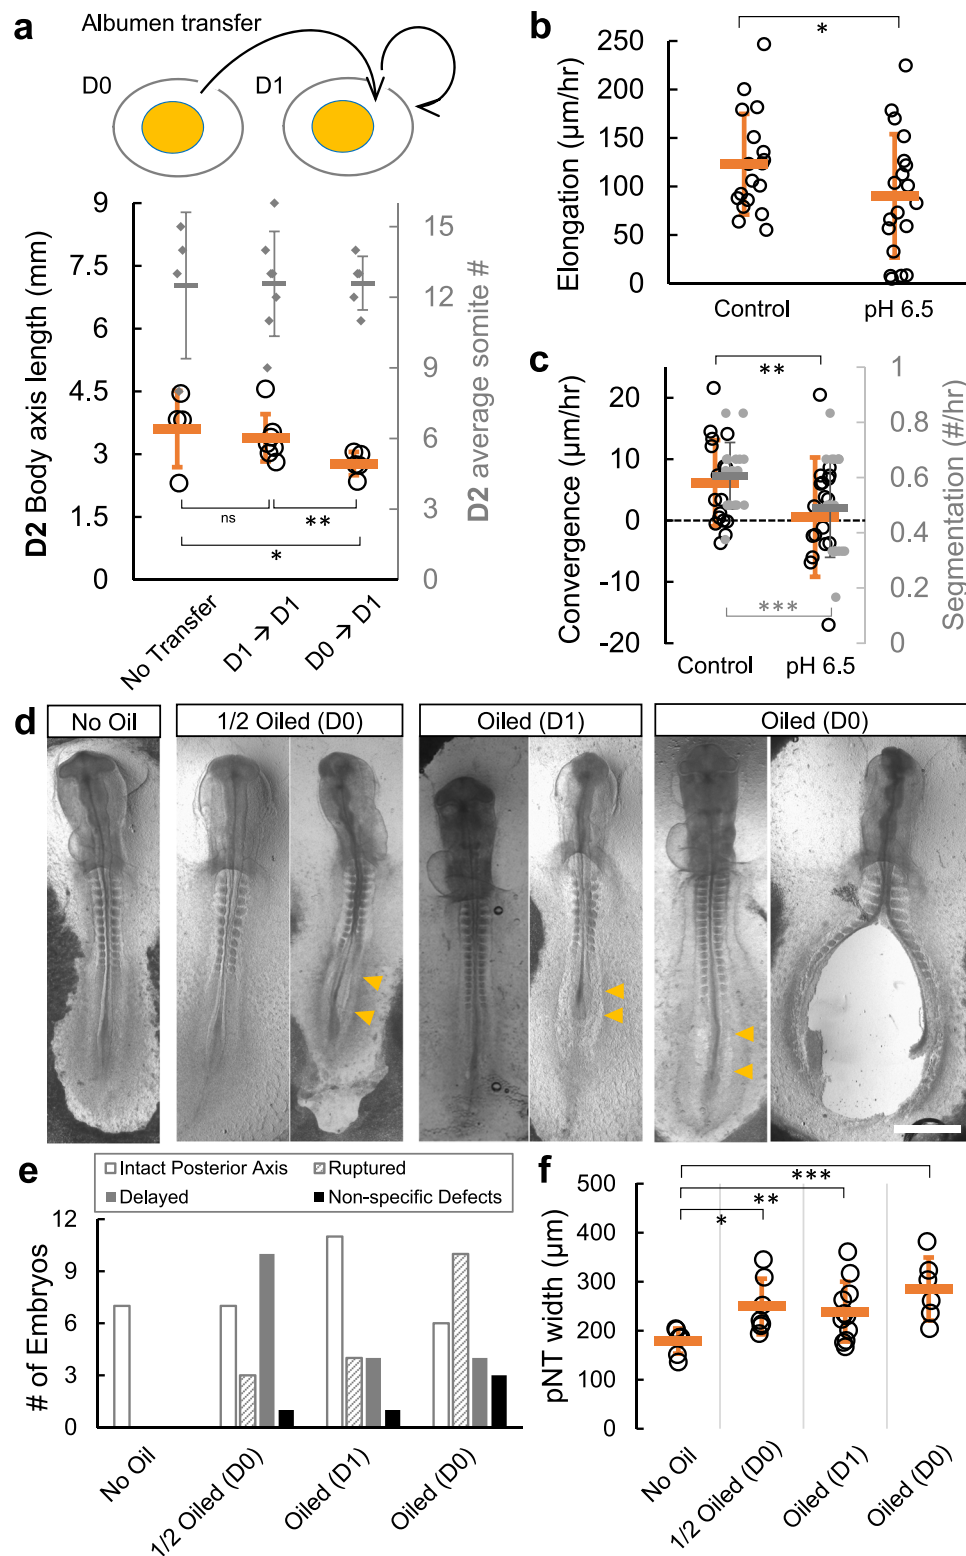 a
Albumen transfer
D0
D1
D2 Body axis length (mm)
9
7.5
6
4.5
3
1.5
0
D2 average somite #
15
12
9
6
3
0
ns
**
*
No Transfer
D1 → D1
D0 → D1
b
Elongation (µm/hr)
250
200
150
100
50
0
*
Control
pH 6.5
c
Convergence (µm/hr)
20
10
0
-10
-20
Segmentation (#/hr)
1
0.8
0.6
0.4
0.2
0
**
***
Control
pH 6.5
d
No Oil
1/2 Oiled (D0)
Oiled (D1)
Oiled (D0)
e
Intact Posterior Axis
Ruptured
Delayed
Non-specific Defects
# of Embryos
12
9
6
3
0
No Oil
1/2 Oiled (D0)
Oiled (D1)
Oiled (D0)
f
pNT width (µm)
500
400
300
200
100
0
***
**
*
No Oil
1/2 Oiled (D0)
Oiled (D1)
Oiled (D0)